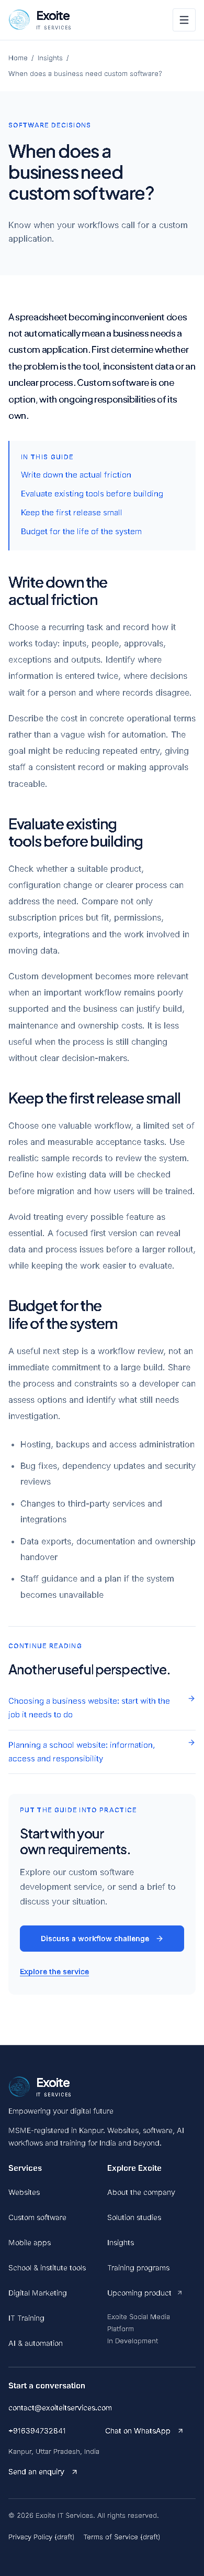 Exoite
IT SERVICES
Home / Insights /
When does a business need custom software?
SOFTWARE DECISIONS
When does a
business need
custom software?
Know when your workflows call for a custom
application.
A spreadsheet becoming inconvenient does
not automatically mean a business needs a
custom application. First determine whether
the problem is the tool, inconsistent data or an
unclear process. Custom software is one
option, with ongoing responsibilities of its
own.
IN THIS GUIDE
Write down the actual friction
Evaluate existing tools before building
Keep the first release small
Budget for the life of the system
Write down the
actual friction
Choose a recurring task and record how it
works today: inputs, people, approvals,
exceptions and outputs. Identify where
information is entered twice, where decisions
wait for a person and where records disagree.
Describe the cost in concrete operational terms
rather than a vague wish for automation. The
goal might be reducing repeated entry, giving
staff a consistent record or making approvals
traceable.
Evaluate existing
tools before building
Check whether a suitable product,
configuration change or clearer process can
address the need. Compare not only
subscription prices but fit, permissions,
exports, integrations and the work involved in
moving data.
Custom development becomes more relevant
when an important workflow remains poorly
supported and the business can justify build,
maintenance and ownership costs. It is less
useful when the process is still changing
without clear decision-makers.
Keep the first release small
Choose one valuable workflow, a limited set of
roles and measurable acceptance tasks. Use
realistic sample records to review the system.
Define how existing data will be checked
before migration and how users will be trained.
Avoid treating every possible feature as
essential. A focused first version can reveal
data and process issues before a larger rollout,
while keeping the work easier to evaluate.
Budget for the
life of the system
A useful next step is a workflow review, not an
immediate commitment to a large build. Share
the process and constraints so a developer can
assess options and identify what still needs
investigation.
• Hosting, backups and access administration
• Bug fixes, dependency updates and security
reviews
• Changes to third-party services and
integrations
• Data exports, documentation and ownership
handover
• Staff guidance and a plan if the system
becomes unavailable
CONTINUE READING
Another useful perspective.
Choosing a business website: start with the
job it needs to do
Planning a school website: information,
access and responsibility
PUT THE GUIDE INTO PRACTICE
Start with your
own requirements.
Explore our custom software
development service, or send a brief to
discuss your situation.
Discuss a workflow challenge →
Explore the service
Exoite
IT SERVICES
Empowering your digital future
MSME-registered in Kanpur. Websites, software, AI
workflows and training for India and beyond.
Services
Websites
Custom software
Mobile apps
School & institute tools
Digital Marketing
IT Training
AI & automation
Explore Exoite
About the company
Solution studies
Insights
Training programs
Upcoming product ↗
Exoite Social Media
Platform
In Development
Start a conversation
contact@exoiteitservices.com
+916394732841
Chat on WhatsApp ↗
Kanpur, Uttar Pradesh, India
Send an enquiry ↗
© 2026 Exoite IT Services. All rights reserved.
Privacy Policy (draft) Terms of Service (draft)